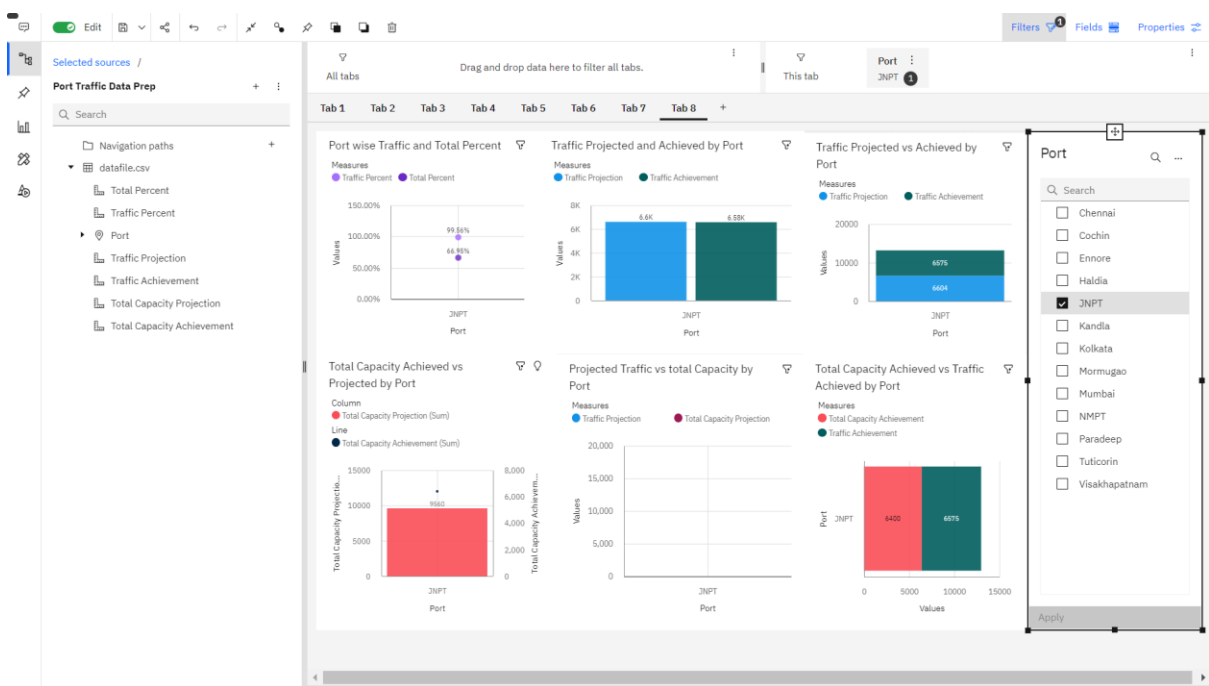 Edit
Filters
1
Fields
Properties
Selected sources /
Port Traffic Data Prep
Search
Navigation paths
datafile.csv
Total Percent
Traffic Percent
Port
Traffic Projection
Traffic Achievement
Total Capacity Projection
Total Capacity Achievement
All tabs
Drag and drop data here to filter all tabs.
This tab
Port
JNPT 1
Tab 1 Tab 2 Tab 3 Tab 4 Tab 5 Tab 6 Tab 7 Tab 8 +
Port wise Traffic and Total Percent
Measures
Traffic Percent Total Percent
150.00%
100.00%
50.00%
0.00%
Values
99.56%
66.95%
JNPT
Port
Traffic Projected and Achieved by Port
Measures
Traffic Projection Traffic Achievement
8K
6K
4K
2K
0
Values
6.6K 6.58K
JNPT
Port
Traffic Projected vs Achieved by
Port
Measures
Traffic Projection Traffic Achievement
20000
10000
0
Values
6575
6604
JNPT
Port
Total Capacity Achieved vs
Projected by Port
Column
Total Capacity Projection (Sum)
Line
Total Capacity Achievement (Sum)
15000
10000
5000
0
Total Capacity Projectio...
9560
8,000
6,000
4,000
2,000
0
Total Capacity Achievem...
JNPT
Port
Projected Traffic vs total Capacity by
Port
Measures
Traffic Projection Total Capacity Projection
20,000
15,000
10,000
5,000
0
Values
JNPT
Port
Total Capacity Achieved vs Traffic
Achieved by Port
Measures
Total Capacity Achievement
Traffic Achievement
Port
JNPT
6400 6575
0 5000 10000 15000
Values
Port
Search
Chennai
Cochin
Ennore
Haldia
JNPT
Kandla
Kolkata
Mormugao
Mumbai
NMPT
Paradeep
Tuticorin
Visakhapatnam
Apply